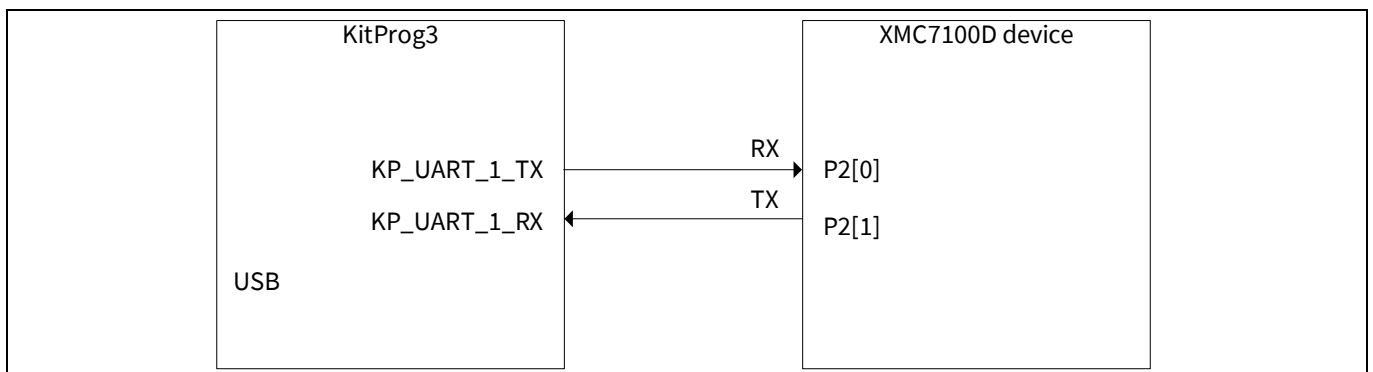 KitProg3
XMC7100D device
RX
KP_UART_1_TX
P2[0]
TX
KP_UART_1_RX
P2[1]
USB